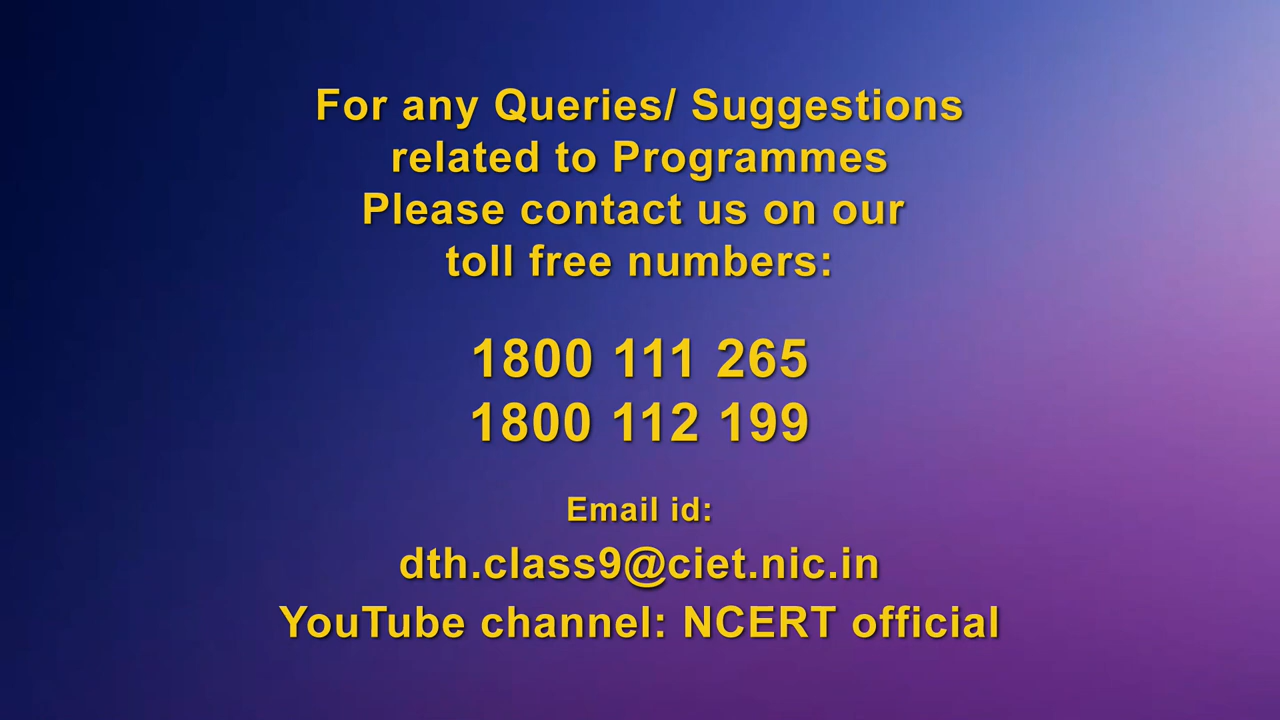 For any Queries/ Suggestions
related to Programmes
Please contact us on our
toll free numbers:
1800 111 265
1800 112 199
Email id:
dth.class9@ciet.nic.in
YouTube channel: NCERT official